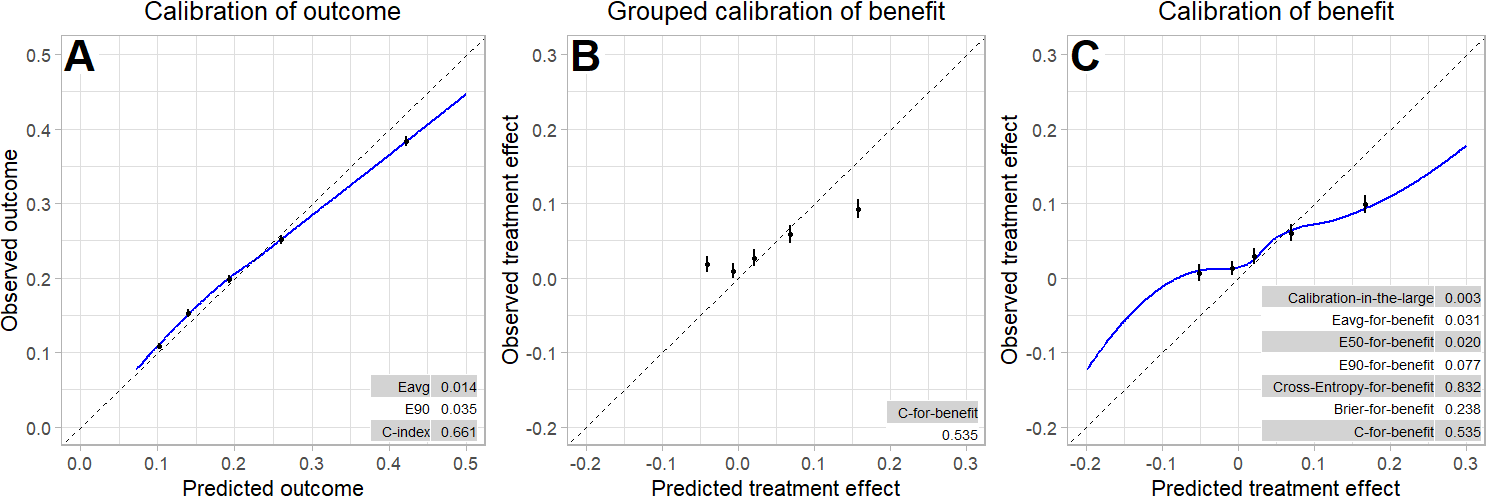 Calibration of outcome
A
Observed outcome
0.5
0.4
0.3
0.2
0.1
0.0
Eavg 0.014
E90 0.035
C-index 0.661
0.0 0.1 0.2 0.3 0.4 0.5
Predicted outcome
Grouped calibration of benefit
B
Observed treatment effect
0.3
0.2
0.1
0.0
-0.1
-0.2
C-for-benefit
0.535
-0.2 -0.1 0.0 0.1 0.2 0.3
Predicted treatment effect
Calibration of benefit
C
Observed treatment effect
0.3
0.2
0.1
0
-0.1
-0.2
Calibration-in-the-large 0.003
Eavg-for-benefit 0.031
E50-for-benefit 0.020
E90-for-benefit 0.077
Cross-Entropy-for-benefit 0.832
Brier-for-benefit 0.238
C-for-benefit 0.535
-0.2 -0.1 0 0.1 0.2 0.3
Predicted treatment effect